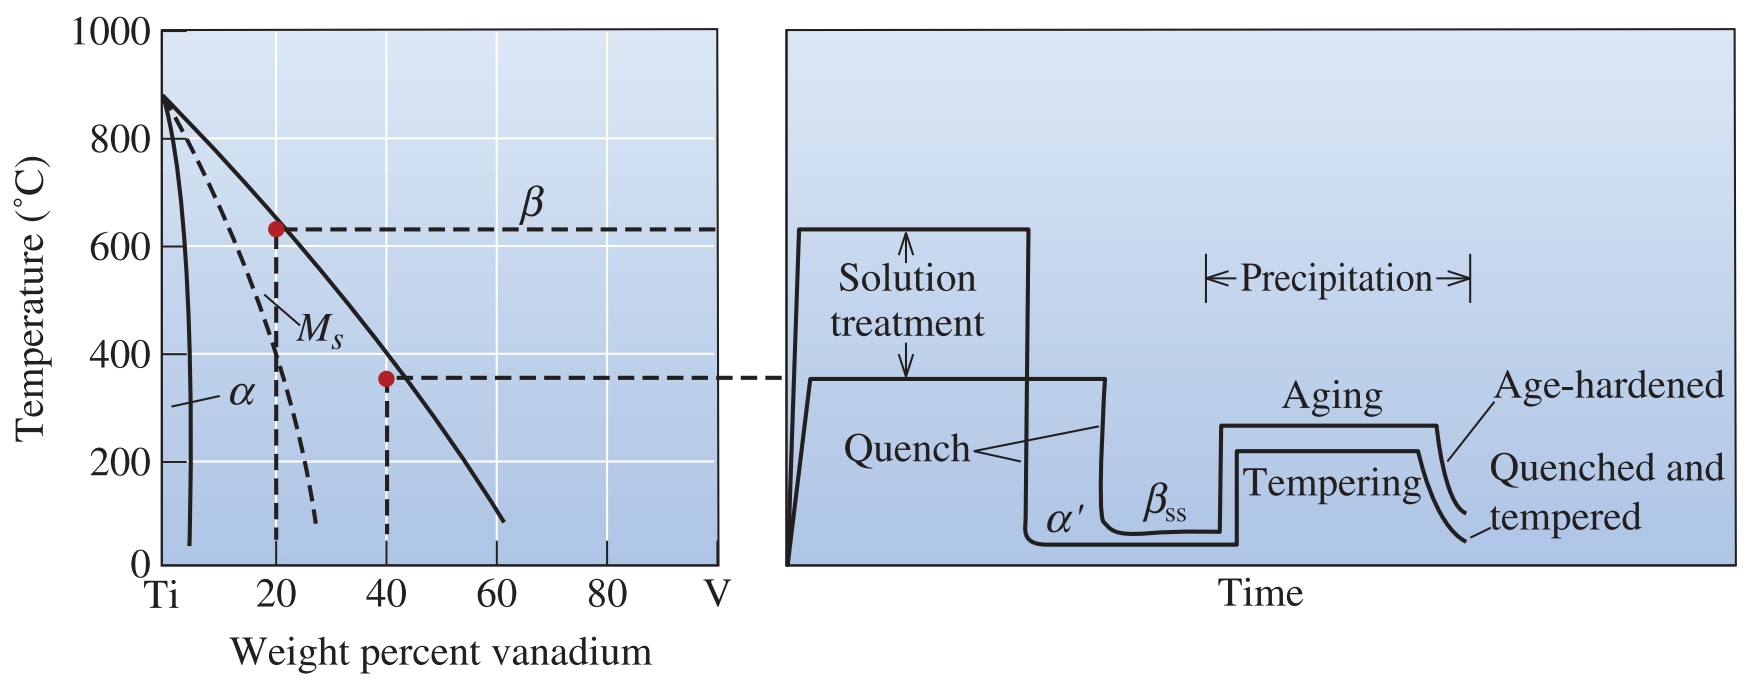 1000
800
600
400
200
0
Temperature (°C)
Ti
20
40
60
80
V
Weight percent vanadium
β
M_s
α
Solution
treatment
Precipitation
Quench
α′
β_ss
Aging
Tempering
Age-hardened
Quenched and
tempered
Time